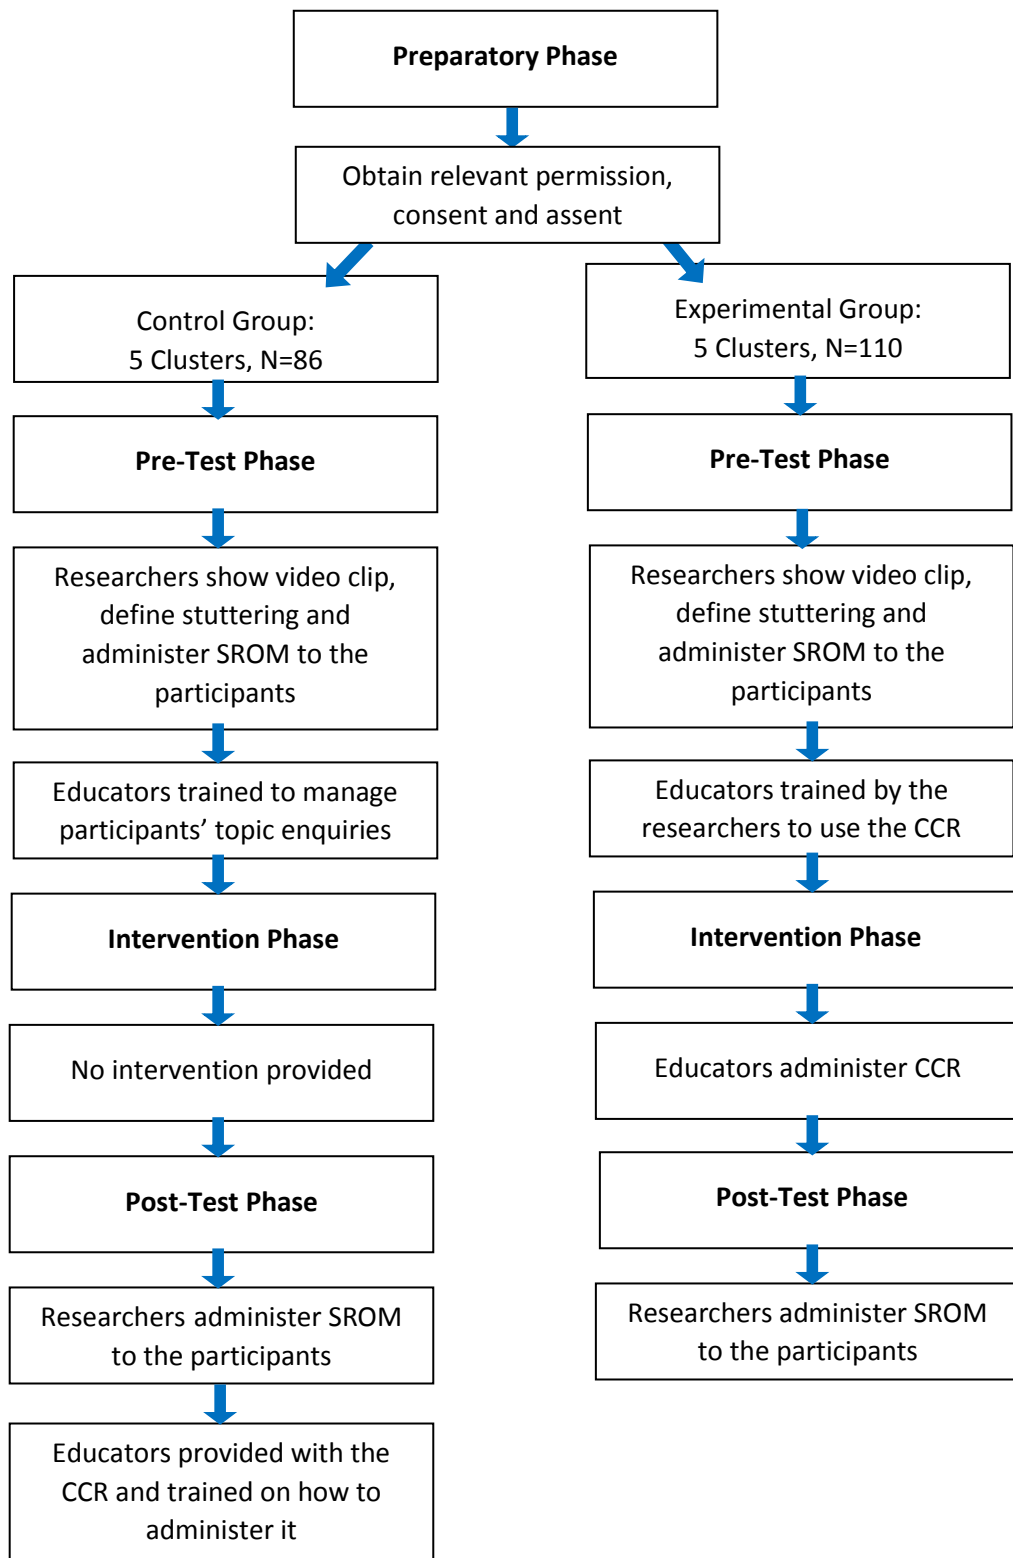 Preparatory Phase
Obtain relevant permission,
consent and assent
Control Group:
5 Clusters, N=86
Pre-Test Phase
Researchers show video clip,
define stuttering and
administer SROM to the
participants
Educators trained to manage
participants’ topic enquiries
Intervention Phase
No intervention provided
Post-Test Phase
Researchers administer SROM
to the participants
Educators provided with the
CCR and trained on how to
administer it
Experimental Group:
5 Clusters, N=110
Pre-Test Phase
Researchers show video clip,
define stuttering and
administer SROM to the
participants
Educators trained by the
researchers to use the CCR
Intervention Phase
Educators administer CCR
Post-Test Phase
Researchers administer SROM
to the participants